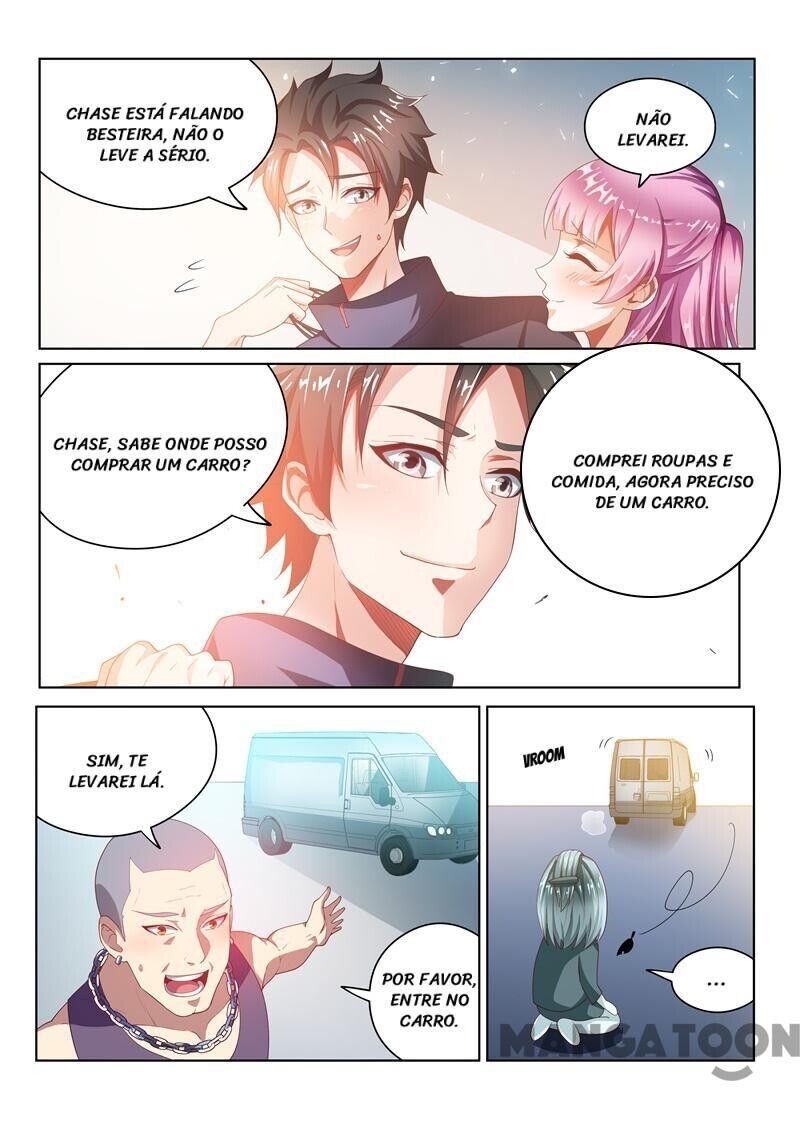 CHASE ESTÁ FALANDO
BESTEIRA, NÃO O
LEVE A SÉRIO.
NÃO
LEVAREI.
CHASE, SABE ONDE POSSO
COMPRAR UM CARRO?
COMPREI ROUPAS E
COMIDA, AGORA PRECISO
DE UM CARRO.
SIM, TE
LEVAREI LÁ.
POR FAVOR,
ENTRE NO
CARRO.
VROOM
...
MANGATOON